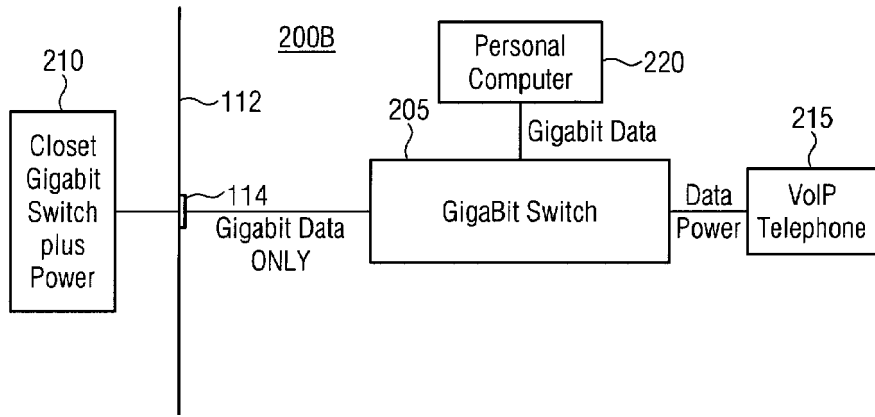 200B
210
Closet
Gigabit
Switch
plus
Power
112
114
Gigabit Data
ONLY
205
GigaBit Switch
Personal
Computer
220
Gigabit Data
Data
Power
215
VoIP
Telephone